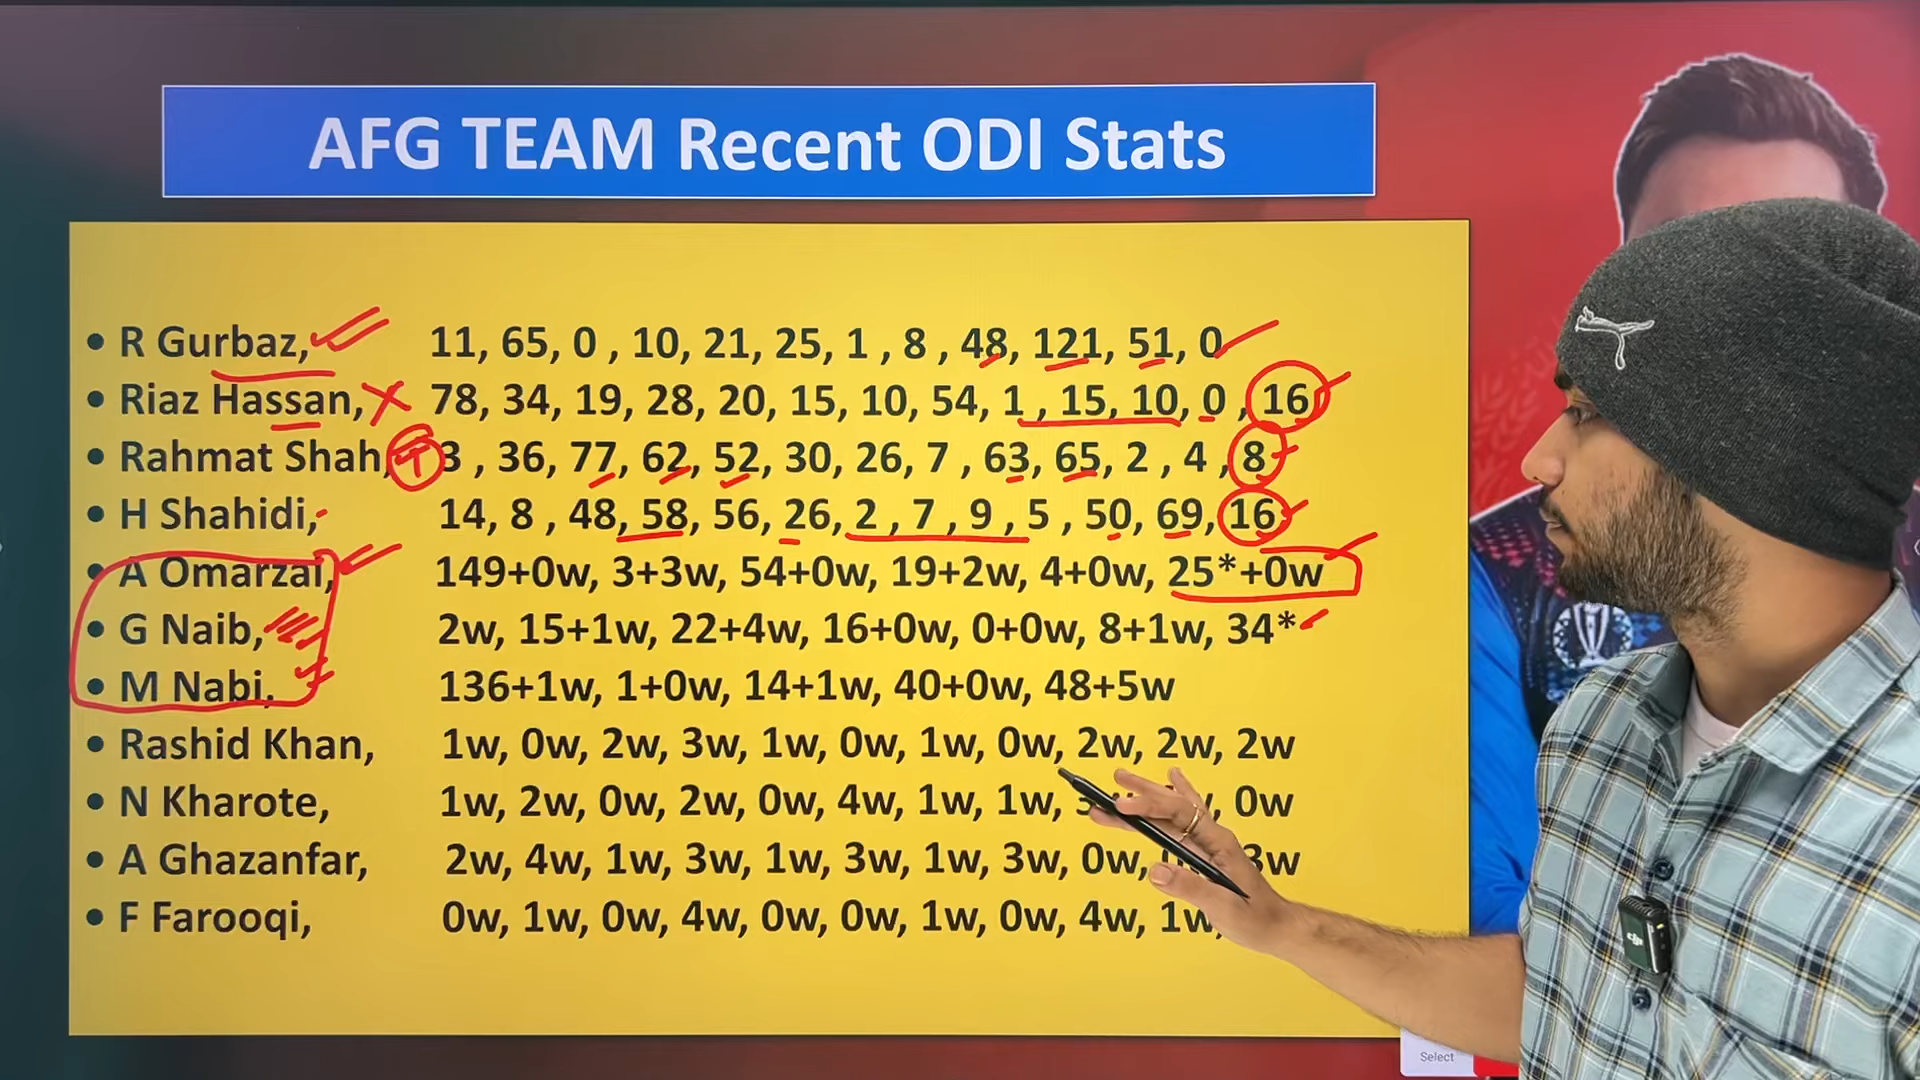 AFG TEAM Recent ODI Stats
• R Gurbaz, 11, 65, 0 , 10, 21, 25, 1 , 8 , 48, 121, 51, 0
• Riaz Hassan, 78, 34, 19, 28, 20, 15, 10, 54, 1 , 15, 10, 0 , 16
• Rahmat Shah, 3 , 36, 77, 62, 52, 30, 26, 7 , 63, 65, 2 , 4 , 8
• H Shahidi, 14, 8 , 48, 58, 56, 26, 2 , 7 , 9 , 5 , 50, 69, 16
• A Omarzai, 149+0w, 3+3w, 54+0w, 19+2w, 4+0w, 25*+0w
• G Naib, 2w, 15+1w, 22+4w, 16+0w, 0+0w, 8+1w, 34*
• M Nabi, 136+1w, 1+0w, 14+1w, 40+0w, 48+5w
• Rashid Khan, 1w, 0w, 2w, 3w, 1w, 0w, 1w, 0w, 2w, 2w, 2w
• N Kharote, 1w, 2w, 0w, 2w, 0w, 4w, 1w, 1w, 0w
• A Ghazanfar, 2w, 4w, 1w, 3w, 1w, 3w, 1w, 3w, 0w, 3w
• F Farooqi, 0w, 1w, 0w, 4w, 0w, 0w, 1w, 0w, 4w, 1w,
Select